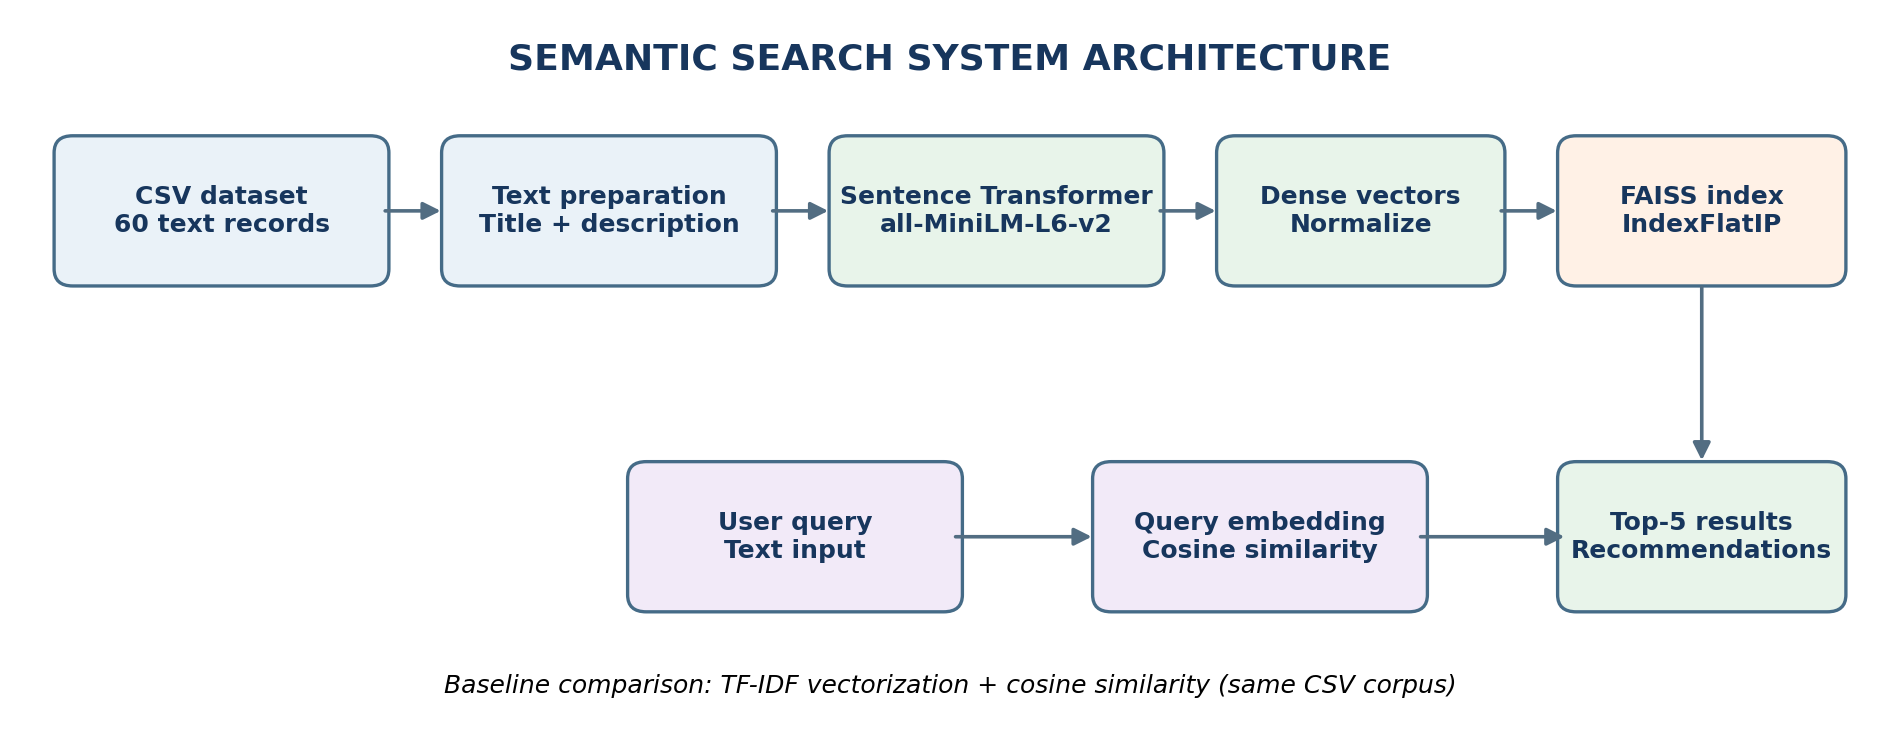 SEMANTIC SEARCH SYSTEM ARCHITECTURE
CSV dataset
60 text records
Text preparation
Title + description
Sentence Transformer
all-MiniLM-L6-v2
Dense vectors
Normalize
FAISS index
IndexFlatIP
User query
Text input
Query embedding
Cosine similarity
Top-5 results
Recommendations
Baseline comparison: TF-IDF vectorization + cosine similarity (same CSV corpus)